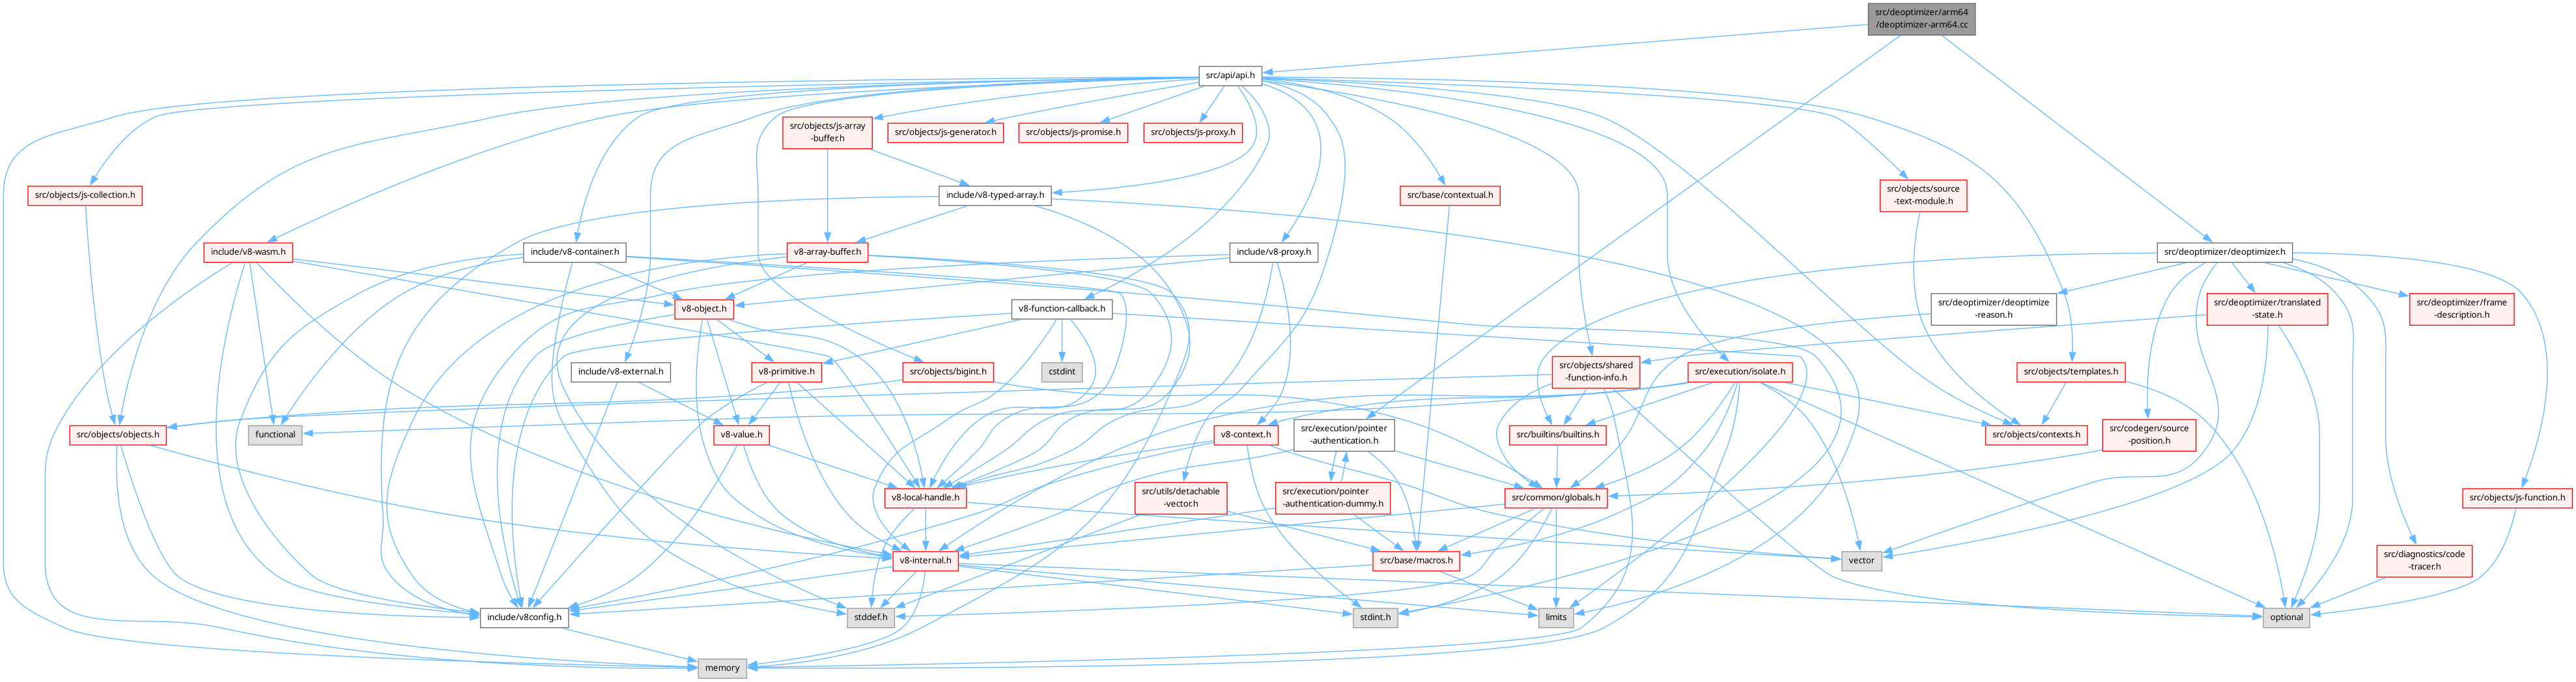 src/deoptimizer/arm64
/deoptimizer-arm64.cc
src/api/api.h
src/objects/js-array
-buffer.h
src/objects/js-generator.h
src/objects/js-promise.h
src/objects/js-proxy.h
src/objects/js-collection.h
include/v8-typed-array.h
src/base/contextual.h
src/objects/source
-text-module.h
include/v8-wasm.h
include/v8-container.h
v8-array-buffer.h
include/v8-proxy.h
src/deoptimizer/deoptimizer.h
v8-object.h
v8-function-callback.h
src/deoptimizer/deoptimize
-reason.h
src/deoptimizer/translated
-state.h
src/deoptimizer/frame
-description.h
include/v8-external.h
v8-primitive.h
src/objects/bigint.h
cstdint
src/objects/shared
-function-info.h
src/execution/isolate.h
src/objects/templates.h
src/objects/objects.h
functional
v8-value.h
v8-context.h
src/execution/pointer
-authentication.h
src/builtins/builtins.h
src/objects/contexts.h
src/codegen/source
-position.h
v8-local-handle.h
src/utils/detachable
-vector.h
src/execution/pointer
-authentication-dummy.h
src/common/globals.h
src/objects/js-function.h
v8-internal.h
src/base/macros.h
vector
src/diagnostics/code
-tracer.h
include/v8config.h
stddef.h
stdint.h
limits
optional
memory